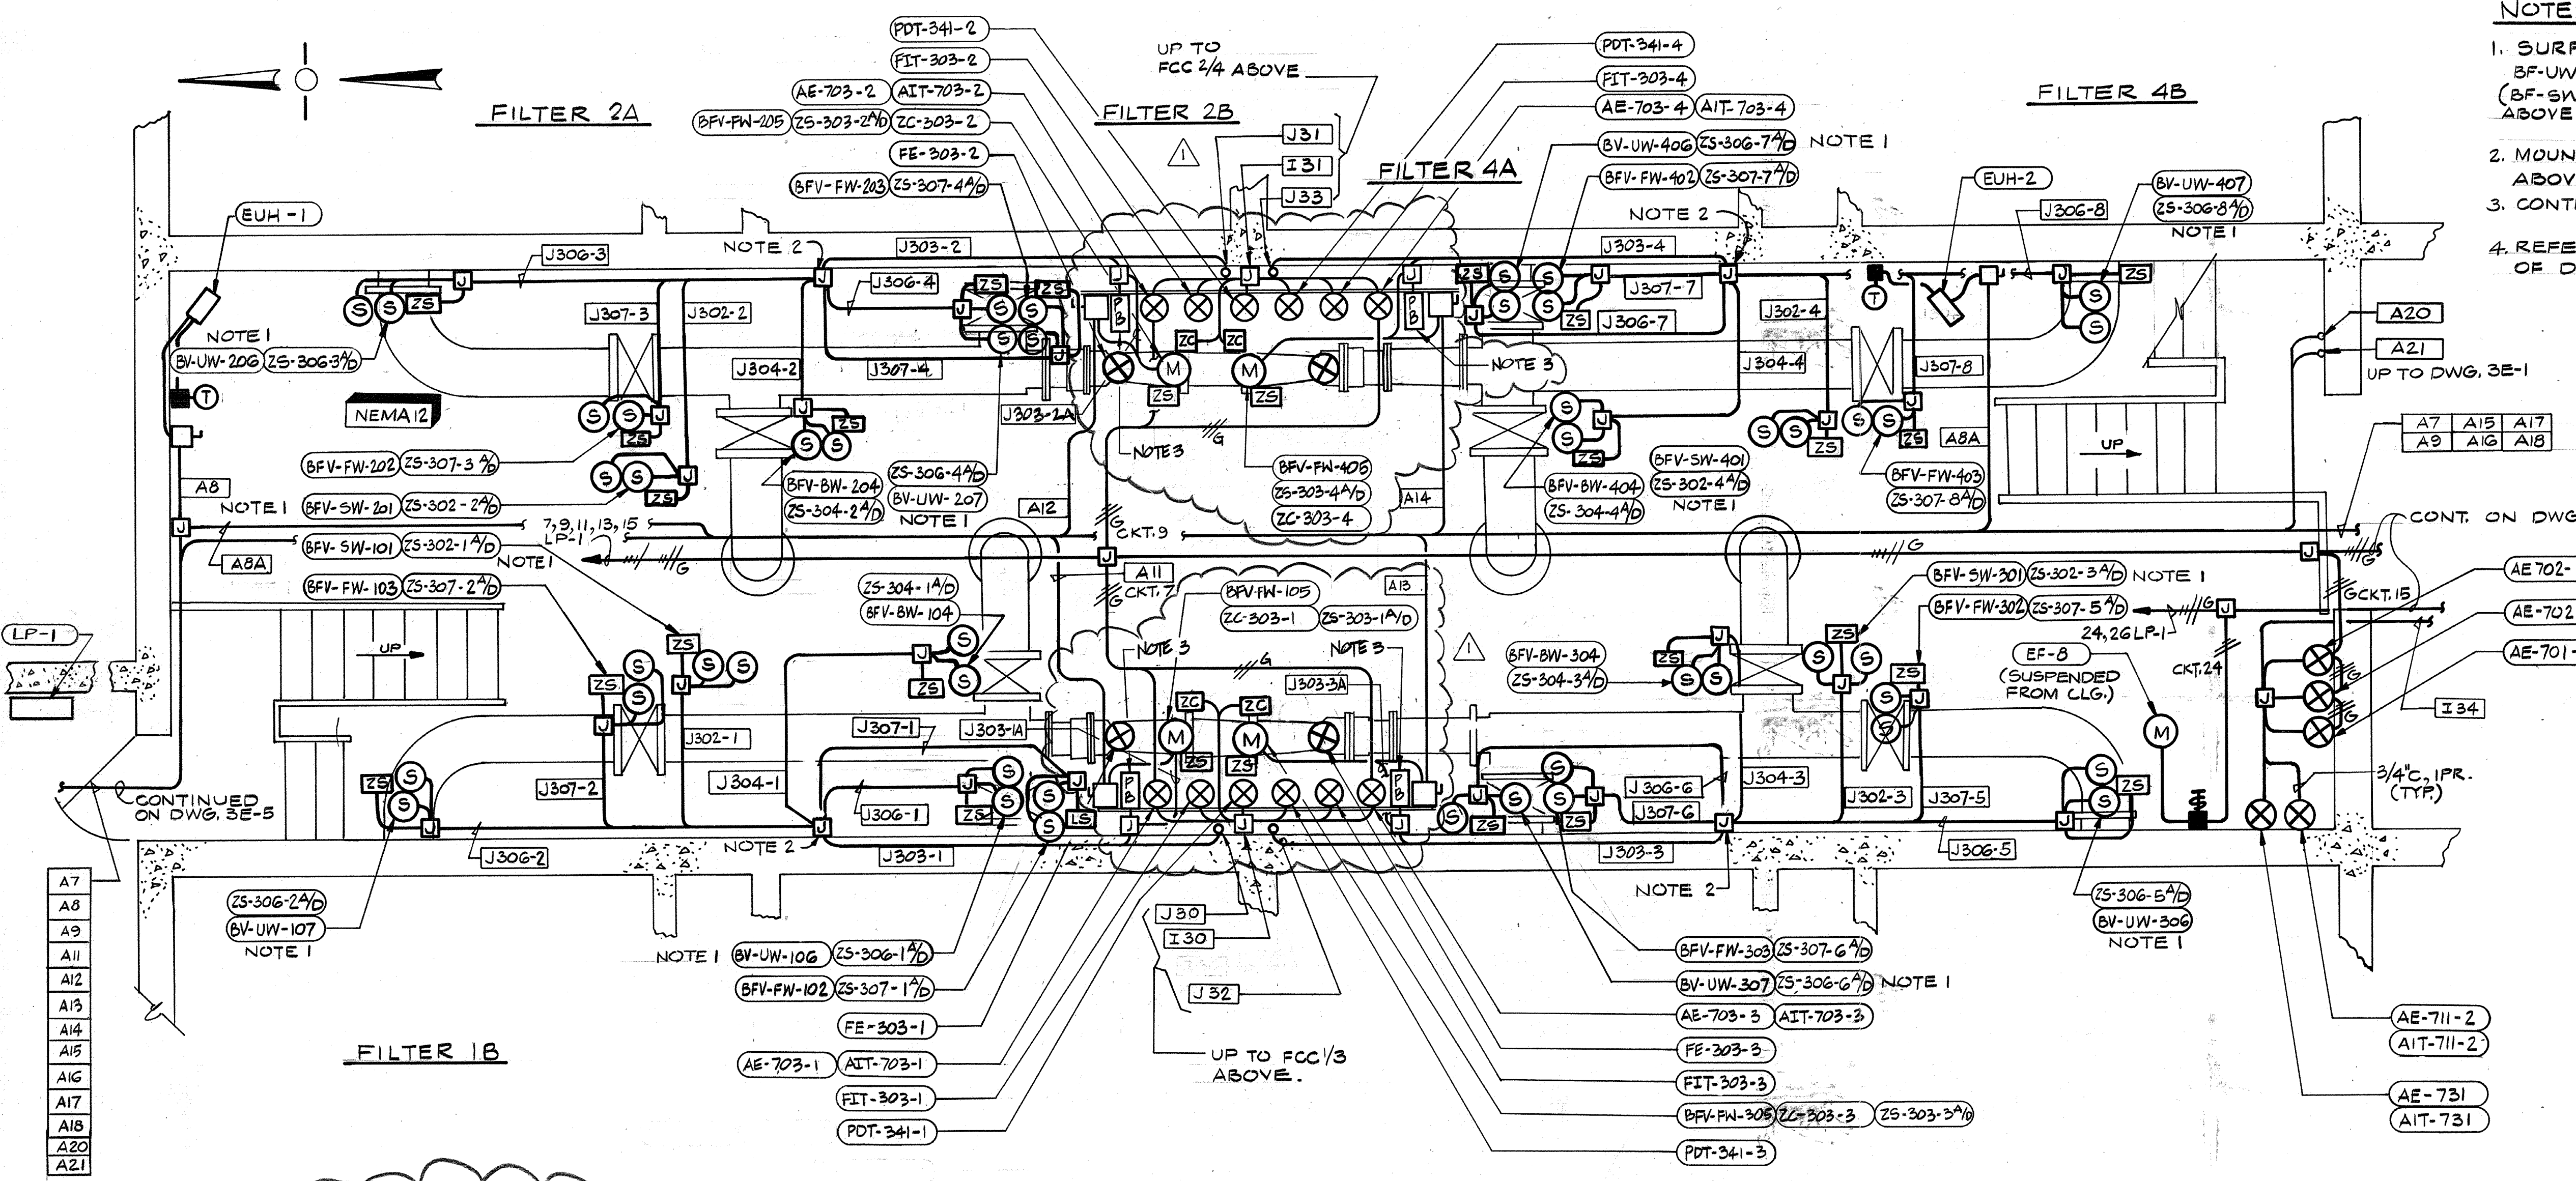 PDT-341-2
FIT-303-2
AE-703-2 AIT-703-2
BFV-FW-205 ZS-303-2A/D ZC-303-2
FE-303-2
BFV-FW-203 ZS-307-4A/D
UP TO
FCC 2/4 ABOVE
PDT-341-4
FIT-303-4
AE-703-4 AIT-703-4
BV-UW-406 ZS-306-7A/D NOTE 1
BFV-FW-402 ZS-307-7A/D
NOTE 2
FILTER 2A
FILTER 2B
FILTER 4A
FILTER 4B
1
J31
I31
J33
EUH-2
BV-UW-407
ZS-306-8A/D
NOTE 1
J306-8
NOTE
1. SURF
BF-UW
(BF-SW
ABOVE
2. MOUN
ABOV
3. CONT
4. REFE
OF D
EUH-1
J306-3
NOTE 2
J303-2
J306-4
J303-4
J307-7
J306-7
J302-4
J304-4
J307-8
A20
A21
UP TO DWG. 3E-1
NOTE 1
BV-UW-206 ZS-306-3A/D
NEMA 12
J307-3
J302-2
J304-2
J307-4
J303-2A
NOTE 3
NOTE 3
A7 A15 A17
A9 A16 A18
BFV-FW-202 ZS-307-3A/D
A8
NOTE 1 BFV-SW-201 ZS-302-2A/D
BFV-BW-204
ZS-304-2A/D
ZS-306-4A/D
BV-UW-207
NOTE 1
A12
BFV-FW-405
ZS-303-4A/D
ZC-303-4
A14
BFV-BW-404
ZS-304-4A/D
BFV-SW-401
ZS-302-4A/D
NOTE 1
BFV-FW-403
ZS-307-8A/D
A8A
UP
7,9,11,13,15
LP-1
CKT.9
G
CONT. ON DWG
A8A
BFV-SW-101 ZS-302-1A/D
NOTE 1
BFV-FW-103 ZS-307-2A/D
ZS-304-1A/D
BFV-BW-104
A11
CKT.7
BFV-FW-105
ZC-303-1 ZS-303-1A/D
A13
NOTE 3
NOTE 3
J303-3A
1
BFV-BW-304
ZS-304-3A/D
BFV-SW-301 ZS-302-3A/D NOTE 1
BFV-FW-302 ZS-307-5A/D
24,26 LP-1
EF-8
(SUSPENDED
FROM CLG.)
CKT.24
CKT.15
AE702-
AE-702
AE-701-
I34
3/4"C, 1PR.
(TYP.)
LP-1
UP
CONTINUED
ON DWG. 3E-5
J307-2
J302-1
J304-1
J307-1
J303-1A
J306-1
J306-2
NOTE 2
J303-1
J306-6
J307-6
J304-3
J303-3
NOTE 2
J302-3
J307-5
J306-5
A7
A8
A9
A11
A12
A13
A14
A15
A16
A17
A18
A20
A21
ZS-306-2A/D
BV-UW-107
NOTE 1
FILTER 1B
NOTE 1 BV-UW-106 ZS-306-1A/D
BFV-FW-102 ZS-307-1A/D
FE-303-1
AE-703-1 AIT-703-1
FIT-303-1
PDT-341-1
J30
I30
J32
UP TO FCC 1/3
ABOVE.
BFV-FW-303 ZS-307-6A/D
BV-UW-307 ZS-306-6A/D NOTE 1
AE-703-3 AIT-703-3
FE-303-3
FIT-303-3
BFV-FW-305 ZC-303-3 ZS-303-3A/D
PDT-341-3
ZS-306-5A/D
BV-UW-306
NOTE 1
AE-711-2
AIT-711-2
AE-731
AIT-731